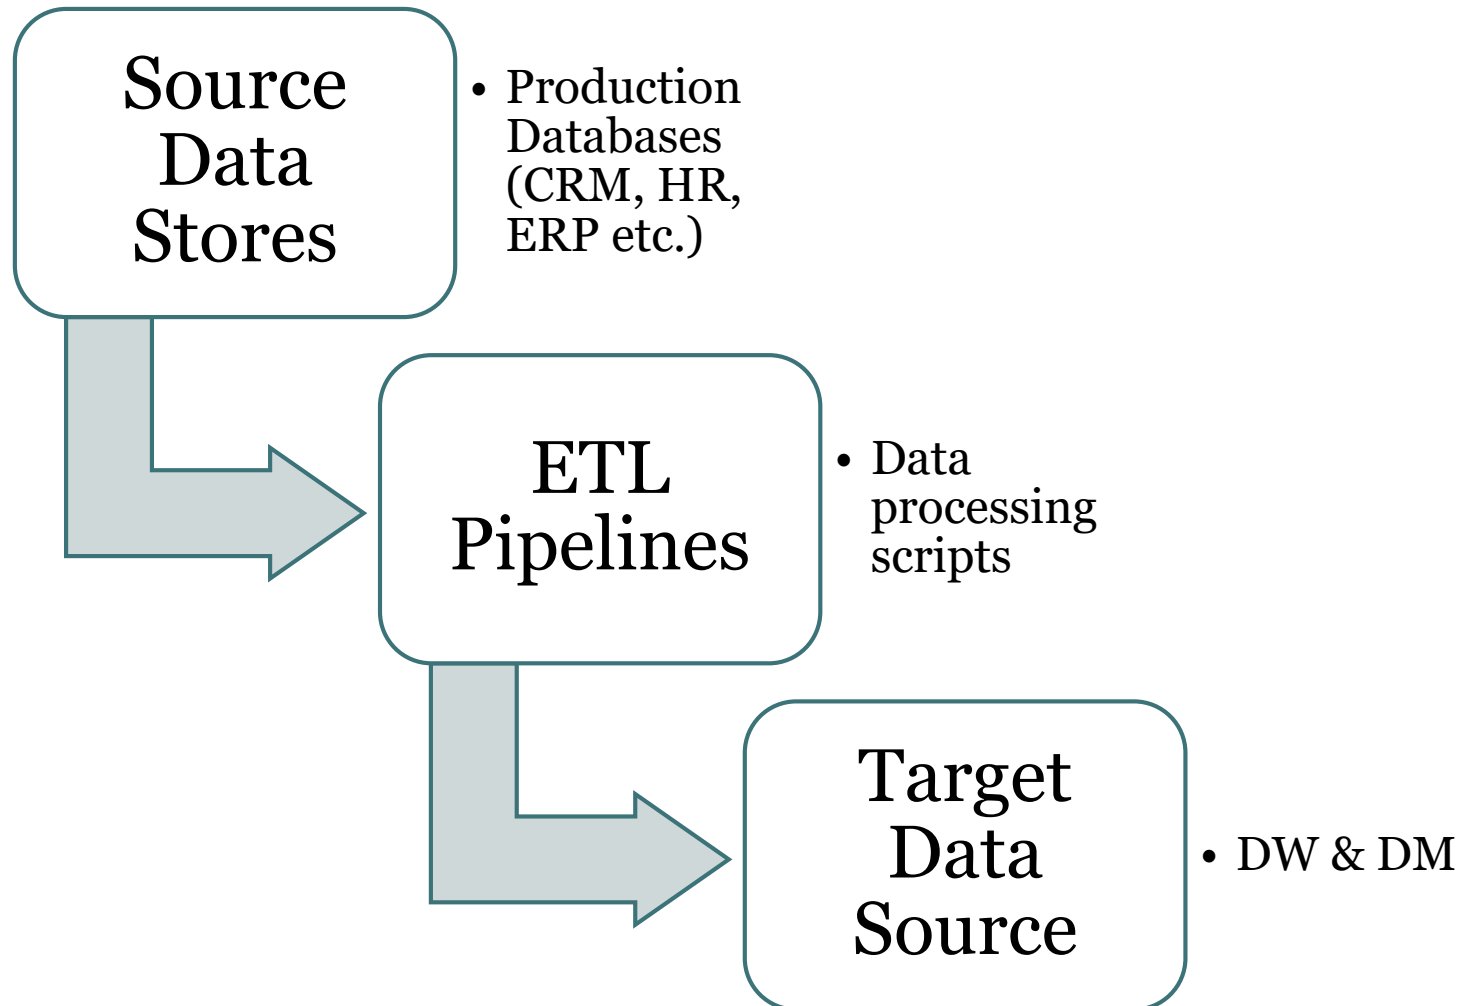 Source
Data
Stores
• Production
Databases
(CRM, HR,
ERP etc.)
ETL
Pipelines
• Data
processing
scripts
Target
Data
Source
• DW & DM